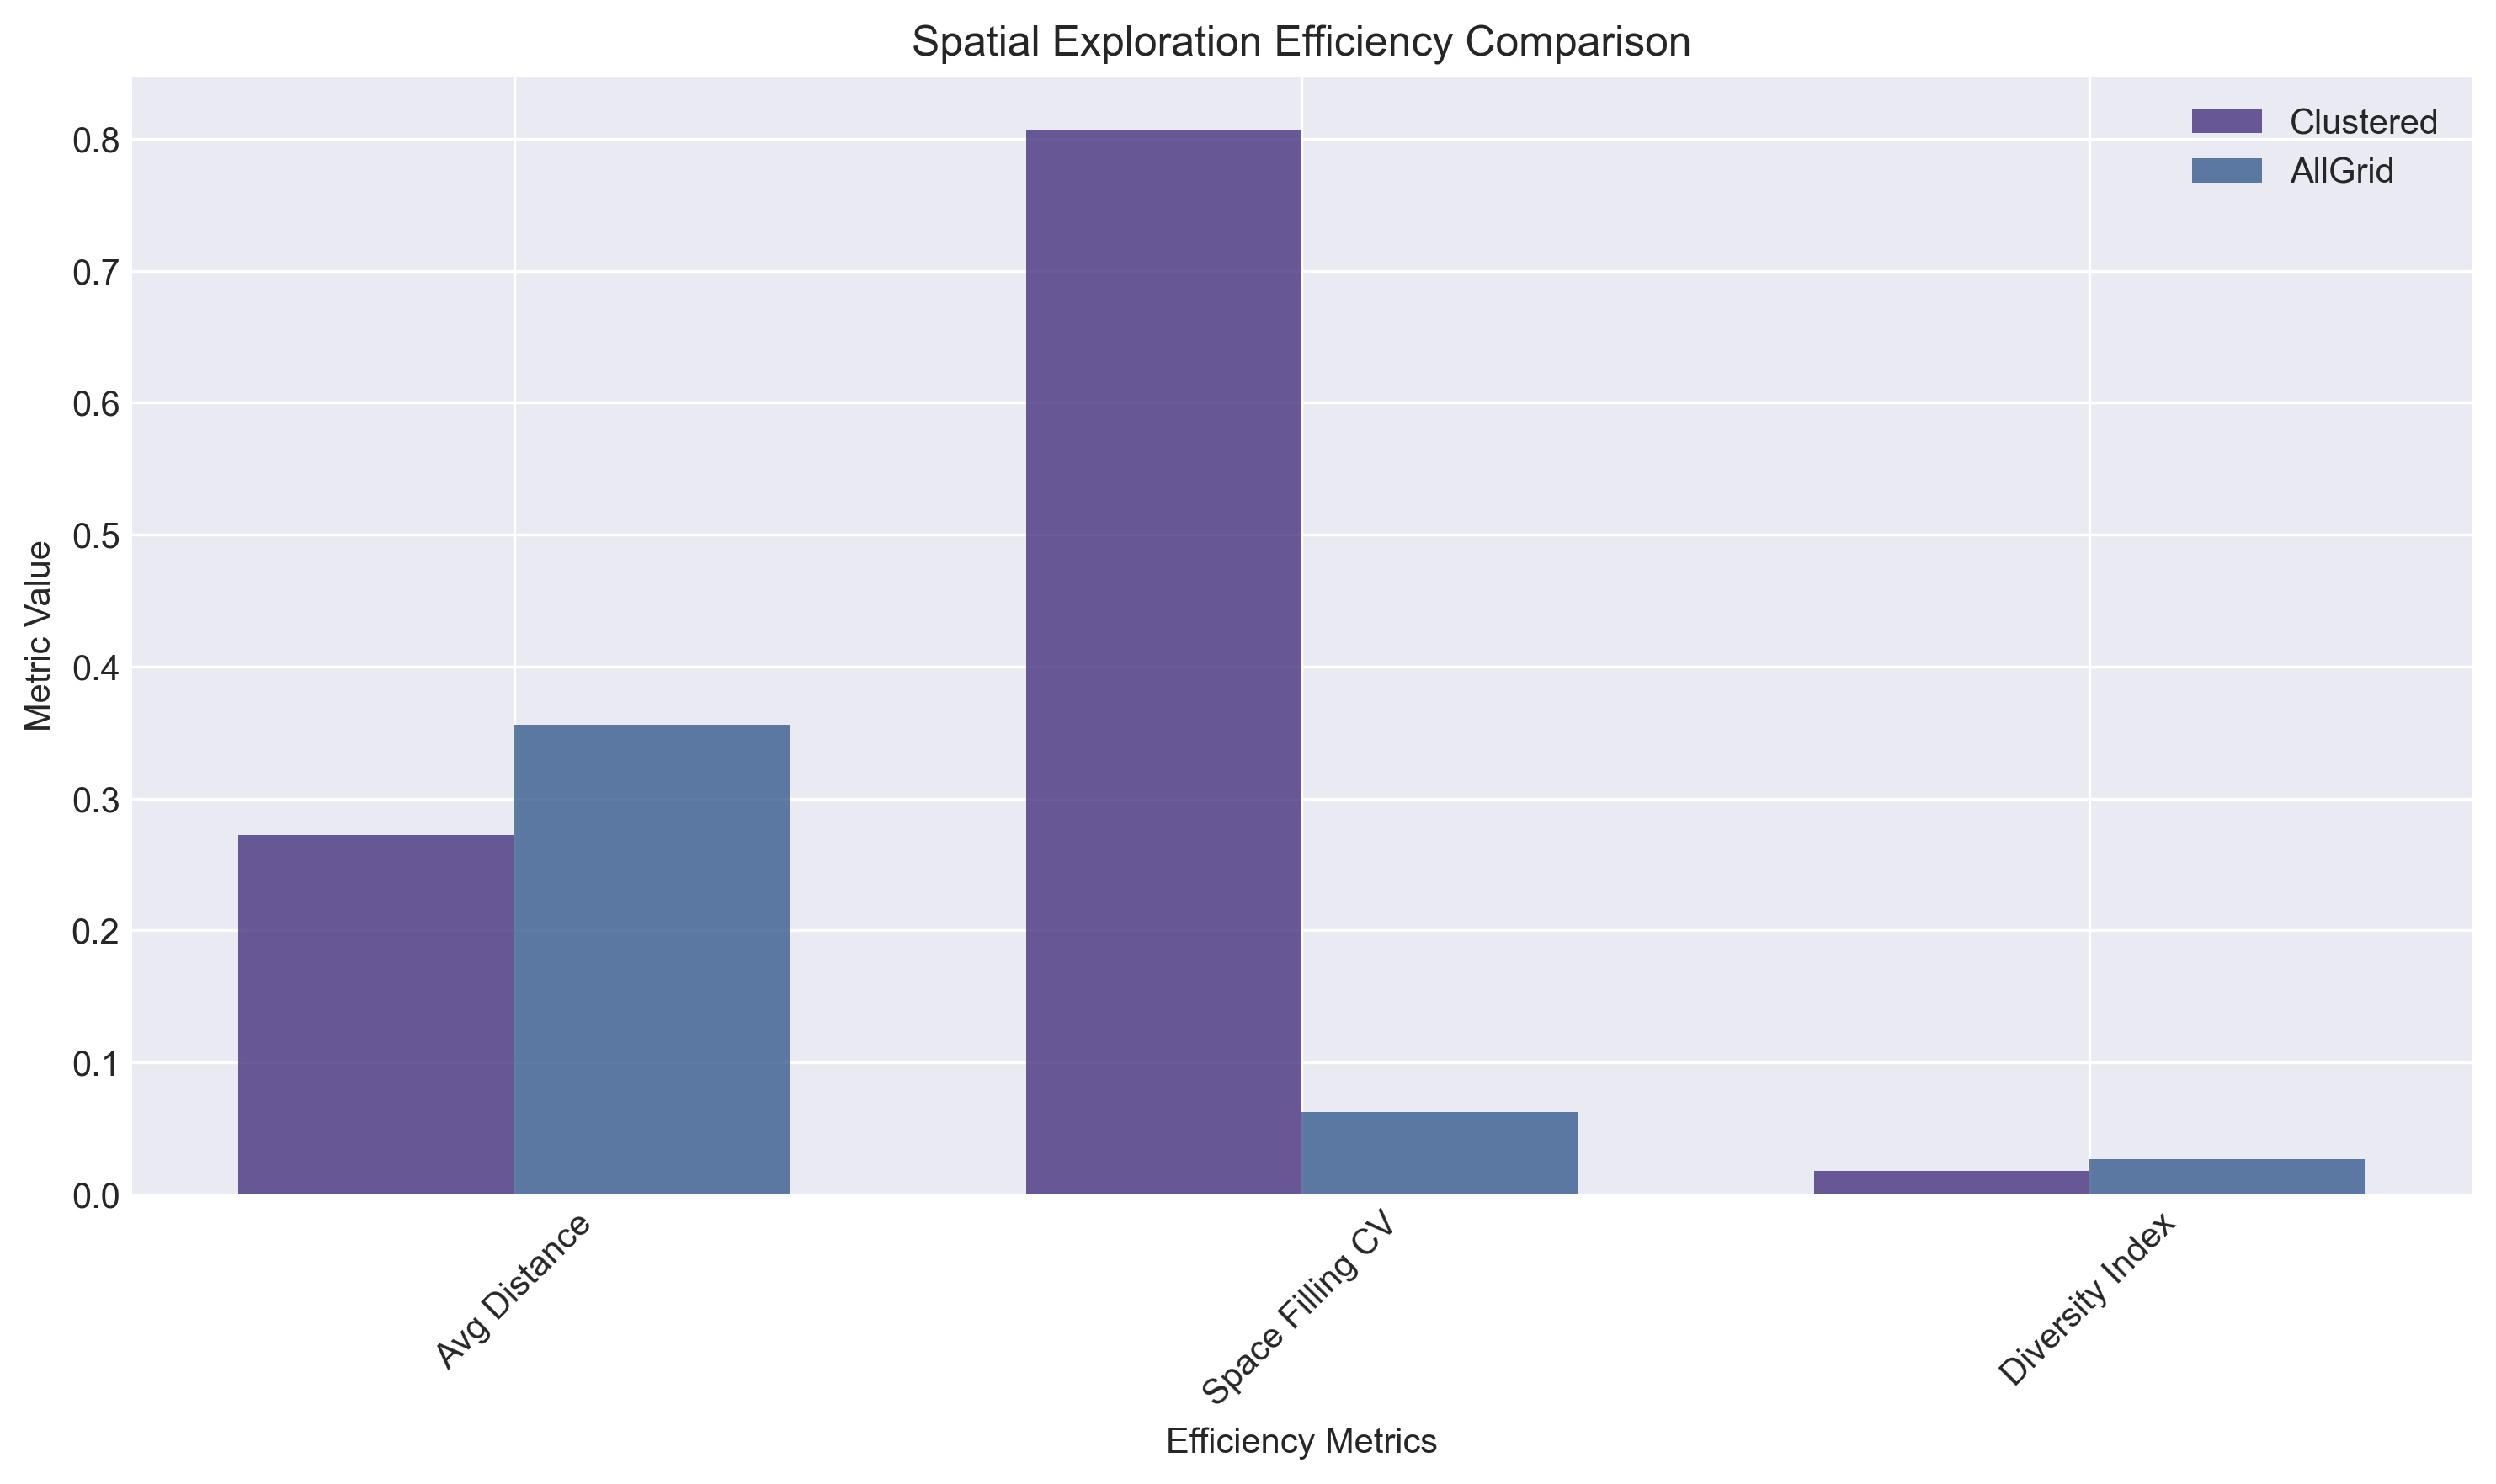 Spatial Exploration Efficiency Comparison
Clustered
AllGrid
Metric Value
0.8
0.7
0.6
0.5
0.4
0.3
0.2
0.1
0.0
Avg Distance
Space Filling CV
Diversity Index
Efficiency Metrics